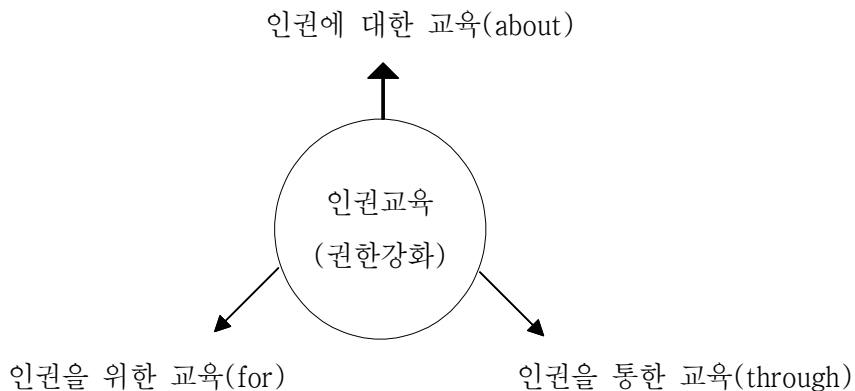 인권에 대한 교육(about)
인권교육
(권한강화)
인권을 위한 교육(for)
인권을 통한 교육(through)